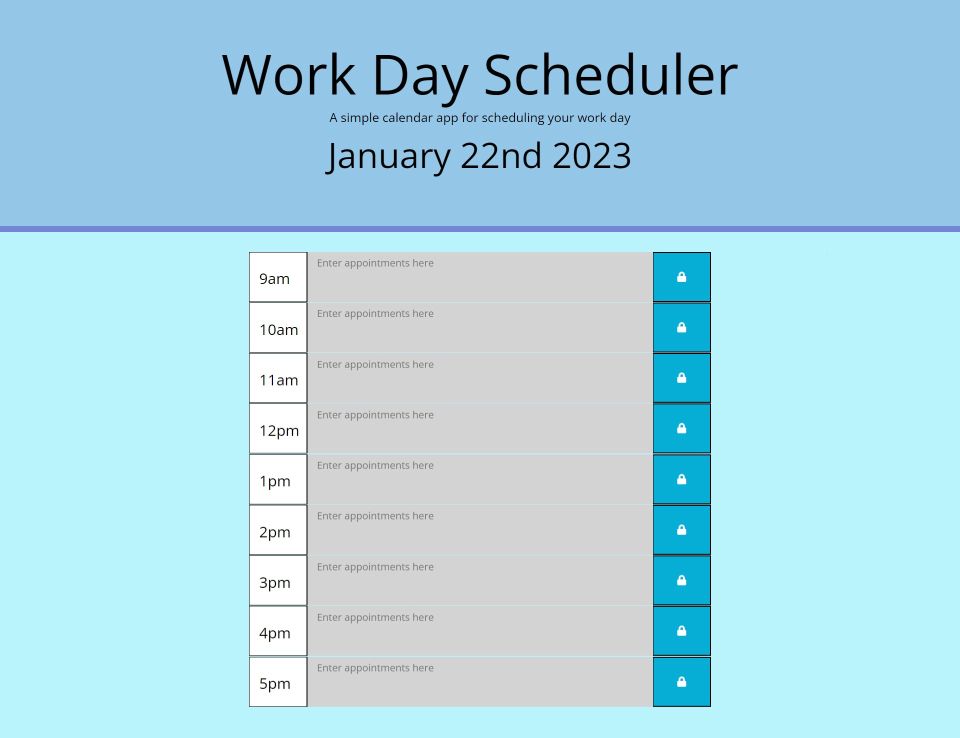 Work Day Scheduler
A simple calendar app for scheduling your work day
January 22nd 2023
9am Enter appointments here
10am Enter appointments here
11am Enter appointments here
12pm Enter appointments here
1pm Enter appointments here
2pm Enter appointments here
3pm Enter appointments here
4pm Enter appointments here
5pm Enter appointments here